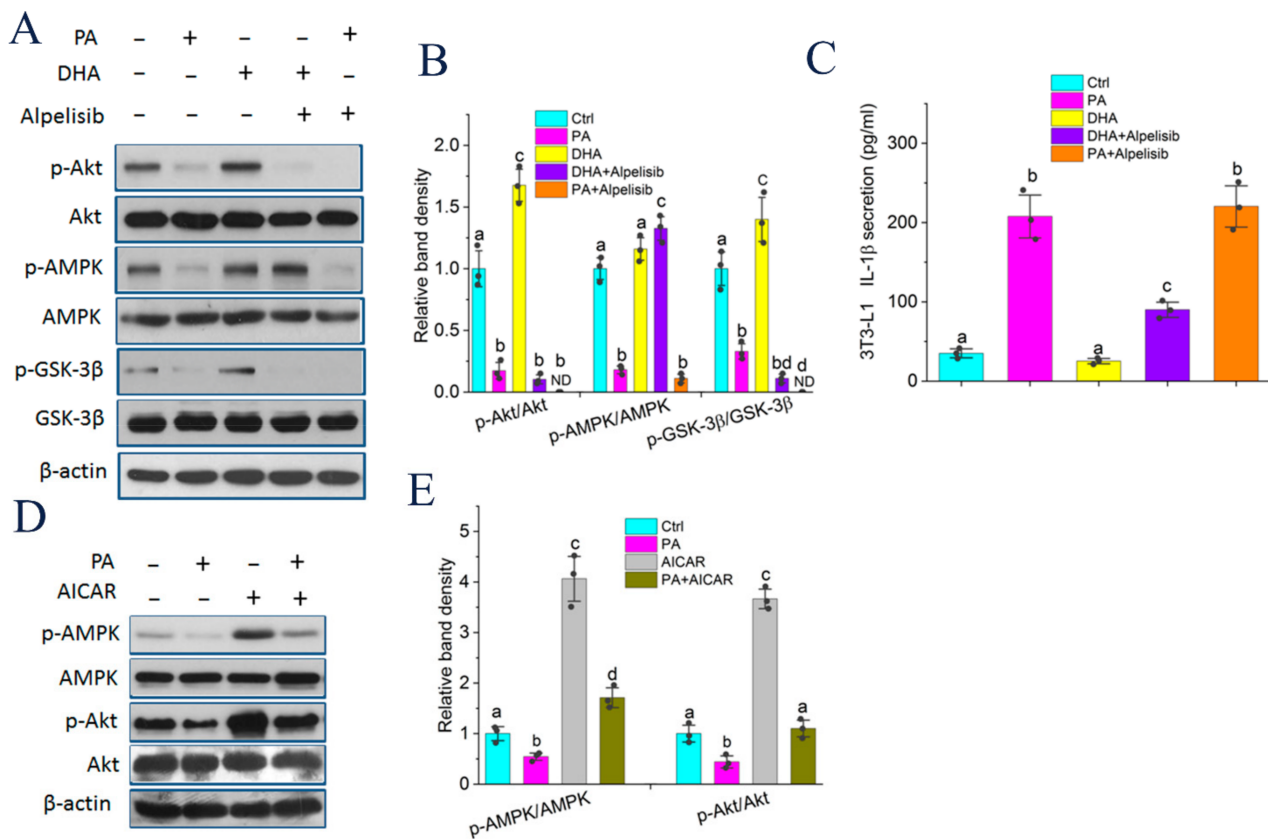 A
PA – + – – +
DHA – – + + –
Alpelisib – – – + +
p-Akt
Akt
p-AMPK
AMPK
p-GSK-3β
GSK-3β
β-actin
B
Ctrl
PA
DHA
DHA+Alpelisib
PA+Alpelisib
Relative band density
2.0
1.5
1.0
0.5
0.0
a b c b b ND
a b a c b
a b C bd d ND
p-Akt/Akt
p-AMPK/AMPK
p-GSK-3β/GSK-3β
C
Ctrl
PA
DHA
DHA+Alpelisib
PA+Alpelisib
3T3-L1 IL-1β secretion (pg/ml)
300
200
100
0
a b a c b
D
PA – + – +
AICAR – – + +
p-AMPK
AMPK
p-Akt
Akt
β-actin
E
Ctrl
PA
AICAR
PA+AICAR
Relative band density
5
4
3
2
1
0
a b c d
a b c a
p-AMPK/AMPK
p-Akt/Akt